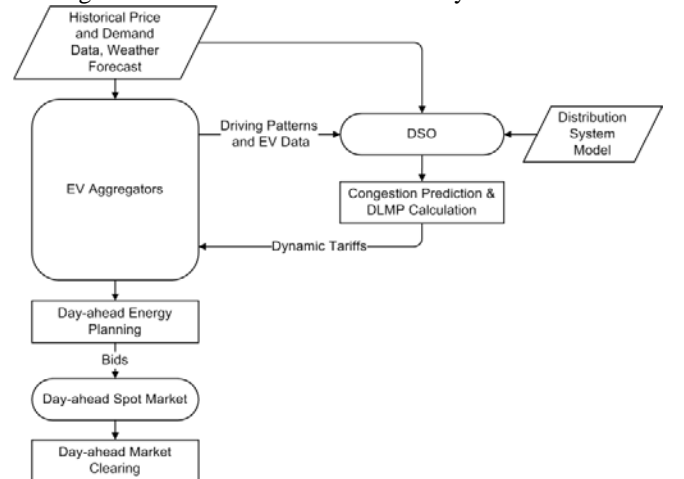 Historical Price
and Demand
Data, Weather
Forecast
Driving Patterns
and EV Data
DSO
Distribution
System
Model
EV Aggregators
Congestion Prediction &
DLMP Calculation
Dynamic Tariffs
Day-ahead Energy
Planning
Bids
Day-ahead Spot Market
Day-ahead Market
Clearing